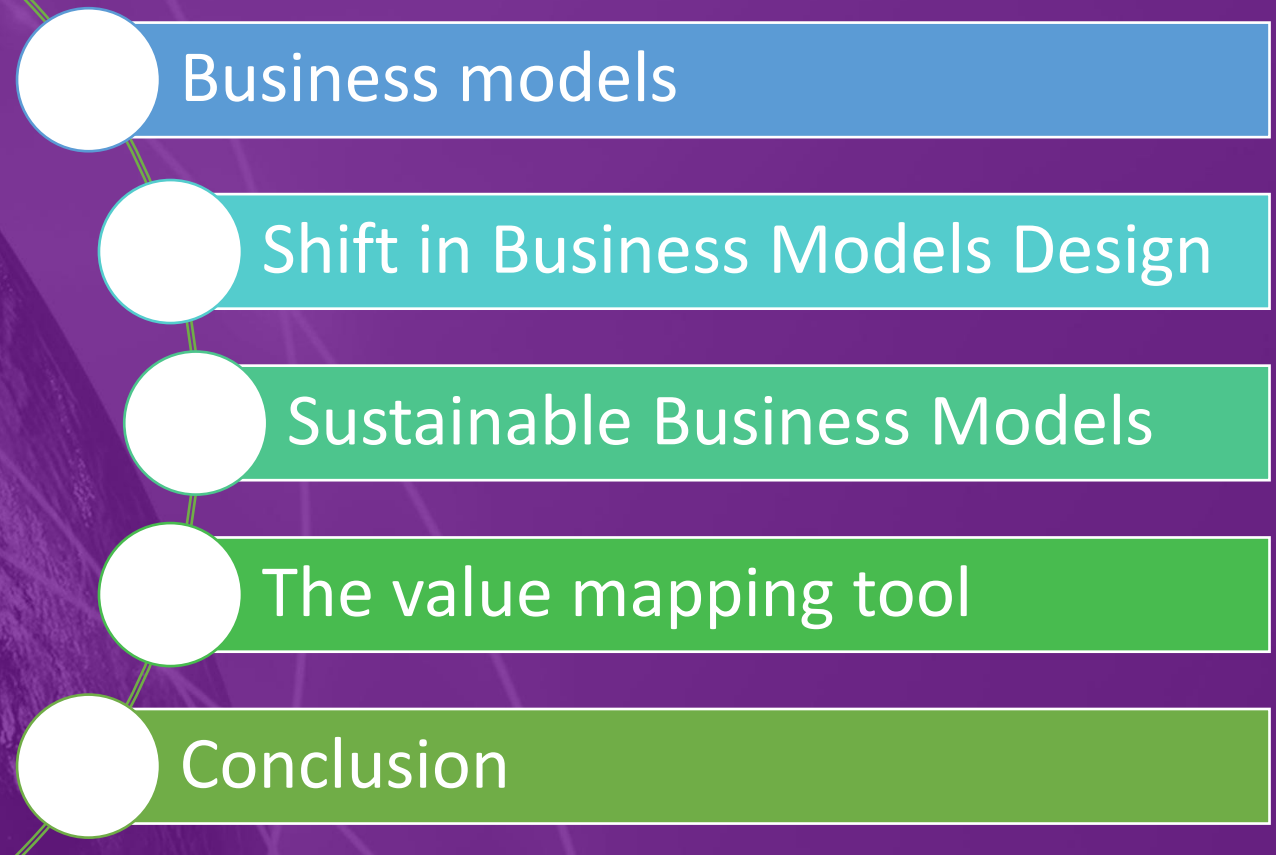 Business models
Shift in Business Models Design
Sustainable Business Models
The value mapping tool
Conclusion